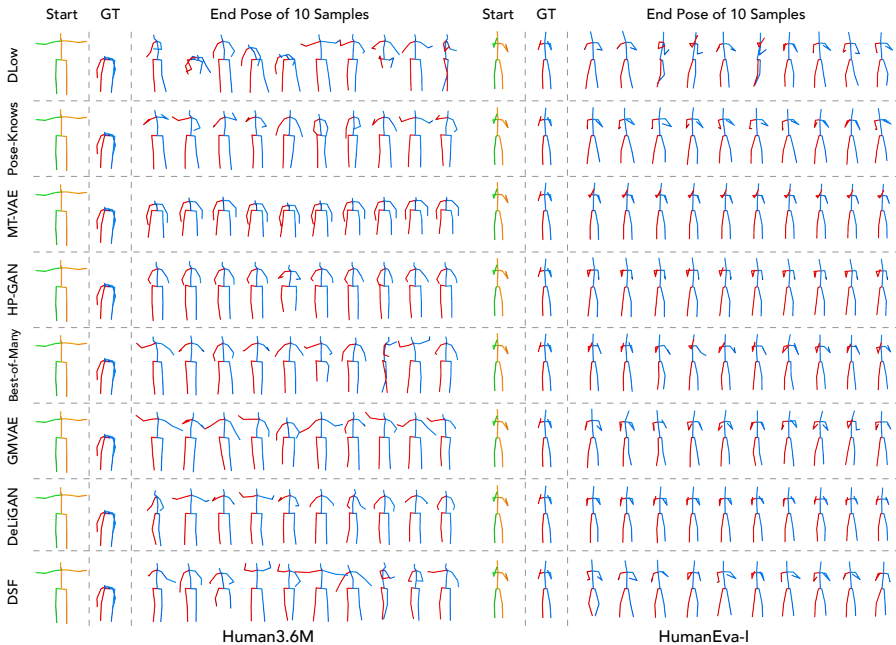 Start GT End Pose of 10 Samples Start GT End Pose of 10 Samples
DLow
Pose-Knows
MT-VAE
HP-GAN
Best-of-Many
GMVAE
DeLiGAN
DSF
Human3.6M HumanEva-I